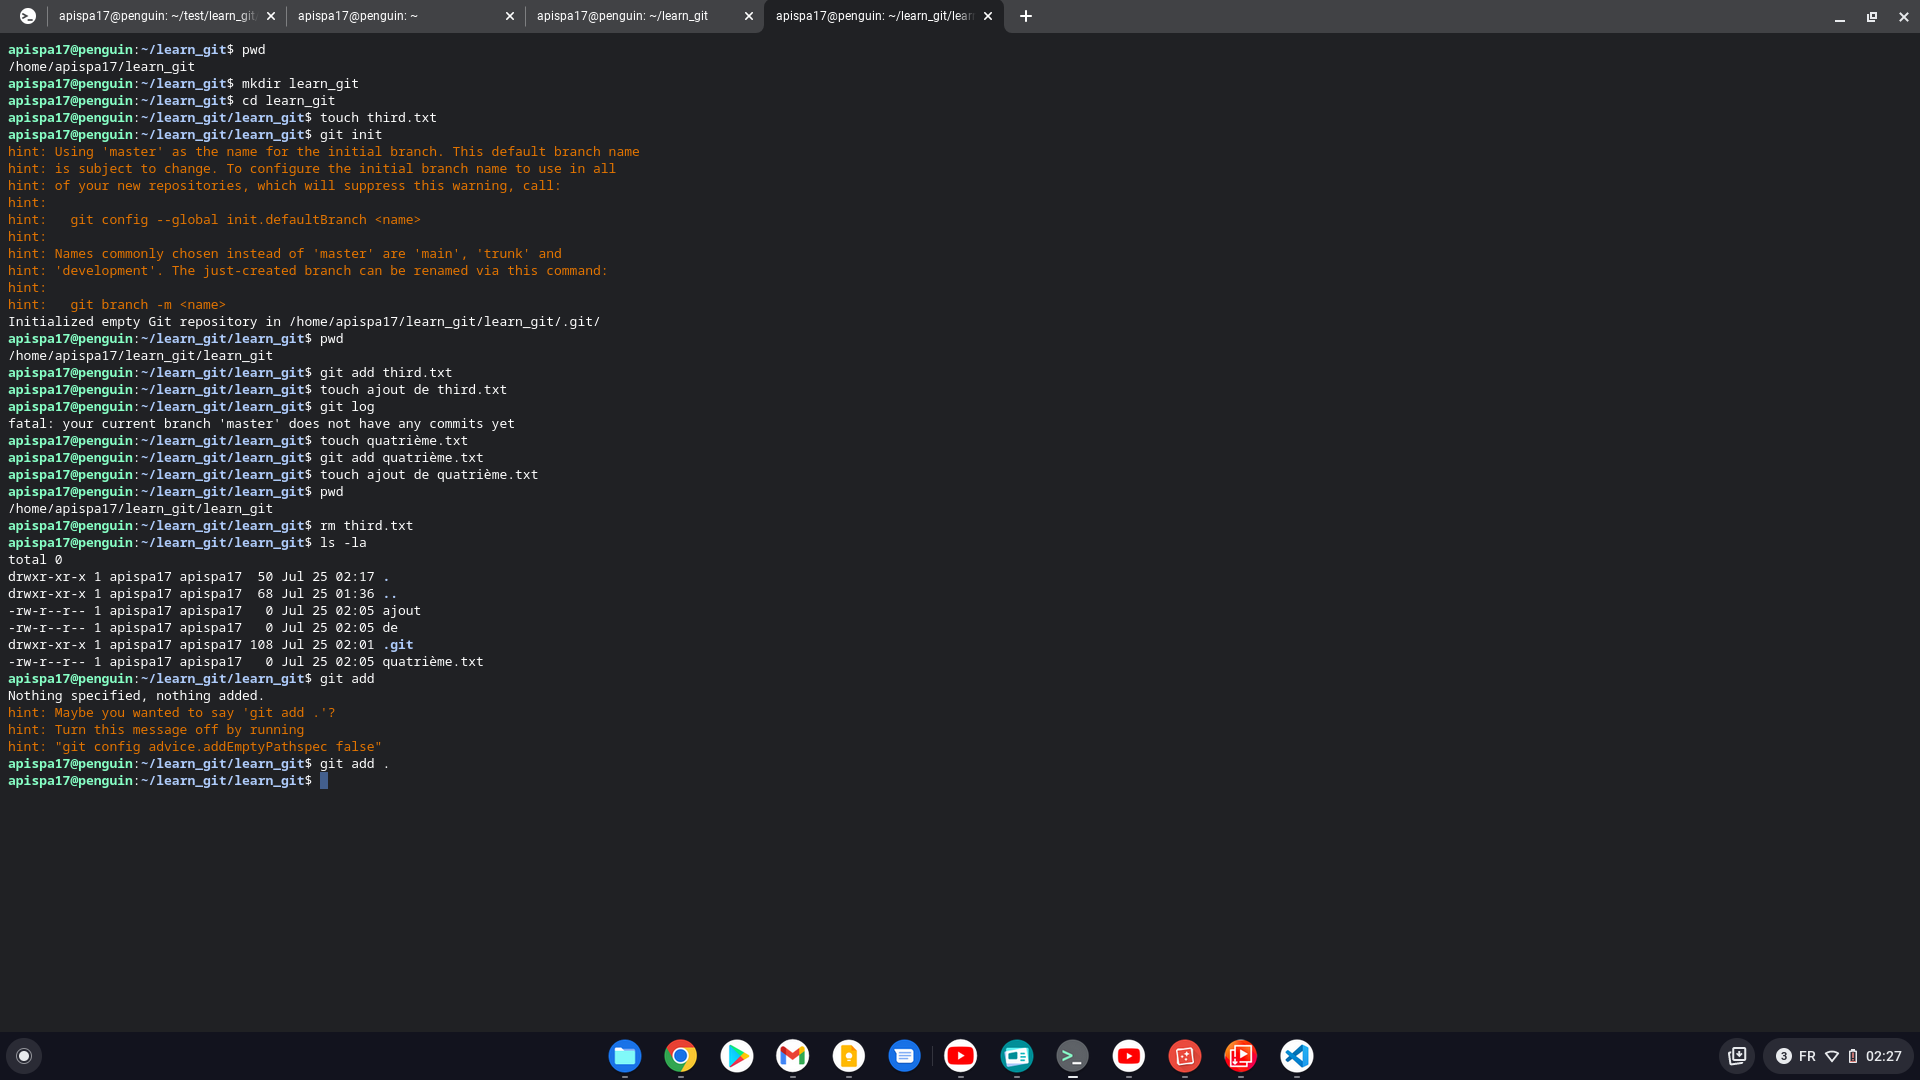 apispa17@penguin: ~/test/learn_git/
apispa17@penguin: ~
apispa17@penguin: ~/learn_git
apispa17@penguin: ~/learn_git/lear
apispa17@penguin:~/learn_git$ pwd
/home/apispa17/learn_git
apispa17@penguin:~/learn_git$ mkdir learn_git
apispa17@penguin:~/learn_git$ cd learn_git
apispa17@penguin:~/learn_git/learn_git$ touch third.txt
apispa17@penguin:~/learn_git/learn_git$ git init
hint: Using 'master' as the name for the initial branch. This default branch name
hint: is subject to change. To configure the initial branch name to use in all
hint: of your new repositories, which will suppress this warning, call:
hint:
hint:   git config --global init.defaultBranch <name>
hint:
hint: Names commonly chosen instead of 'master' are 'main', 'trunk' and
hint: 'development'. The just-created branch can be renamed via this command:
hint:
hint:   git branch -m <name>
Initialized empty Git repository in /home/apispa17/learn_git/learn_git/.git/
apispa17@penguin:~/learn_git/learn_git$ pwd
/home/apispa17/learn_git/learn_git
apispa17@penguin:~/learn_git/learn_git$ git add third.txt
apispa17@penguin:~/learn_git/learn_git$ touch ajout de third.txt
apispa17@penguin:~/learn_git/learn_git$ git log
fatal: your current branch 'master' does not have any commits yet
apispa17@penguin:~/learn_git/learn_git$ touch quatrième.txt
apispa17@penguin:~/learn_git/learn_git$ git add quatrième.txt
apispa17@penguin:~/learn_git/learn_git$ touch ajout de quatrième.txt
apispa17@penguin:~/learn_git/learn_git$ pwd
/home/apispa17/learn_git/learn_git
apispa17@penguin:~/learn_git/learn_git$ rm third.txt
apispa17@penguin:~/learn_git/learn_git$ ls -la
total 0
drwxr-xr-x 1 apispa17 apispa17  50 Jul 25 02:17 .
drwxr-xr-x 1 apispa17 apispa17  68 Jul 25 01:36 ..
-rw-r--r-- 1 apispa17 apispa17   0 Jul 25 02:05 ajout
-rw-r--r-- 1 apispa17 apispa17   0 Jul 25 02:05 de
drwxr-xr-x 1 apispa17 apispa17 108 Jul 25 02:01 .git
-rw-r--r-- 1 apispa17 apispa17   0 Jul 25 02:05 quatrième.txt
apispa17@penguin:~/learn_git/learn_git$ git add
Nothing specified, nothing added.
hint: Maybe you wanted to say 'git add .'?
hint: Turn this message off by running
hint: "git config advice.addEmptyPathspec false"
apispa17@penguin:~/learn_git/learn_git$ git add .
apispa17@penguin:~/learn_git/learn_git$
3 FR 02:27